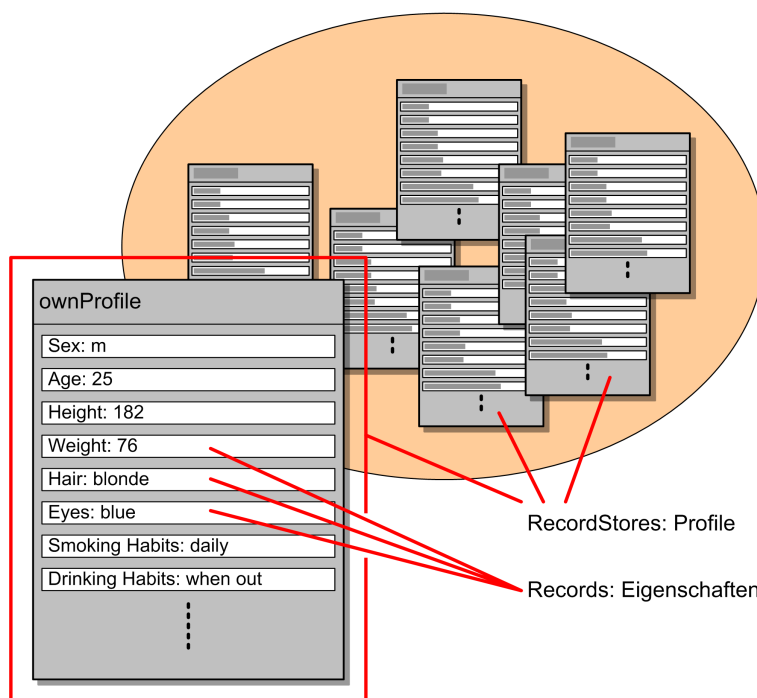 ownProfile
Sex: m
Age: 25
Height: 182
Weight: 76
Hair: blonde
Eyes: blue
Smoking Habits: daily
Drinking Habits: when out
RecordStores: Profile
Records: Eigenschaften